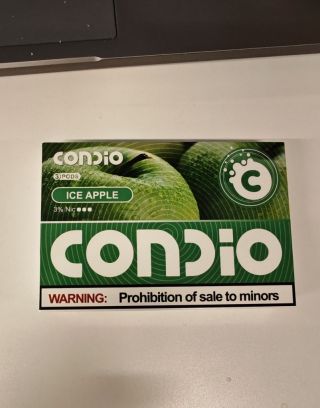 CONDIO
3 PODS
ICE APPLE
3% Nic
C
CONDIO
WARNING: Prohibition of sale to minors